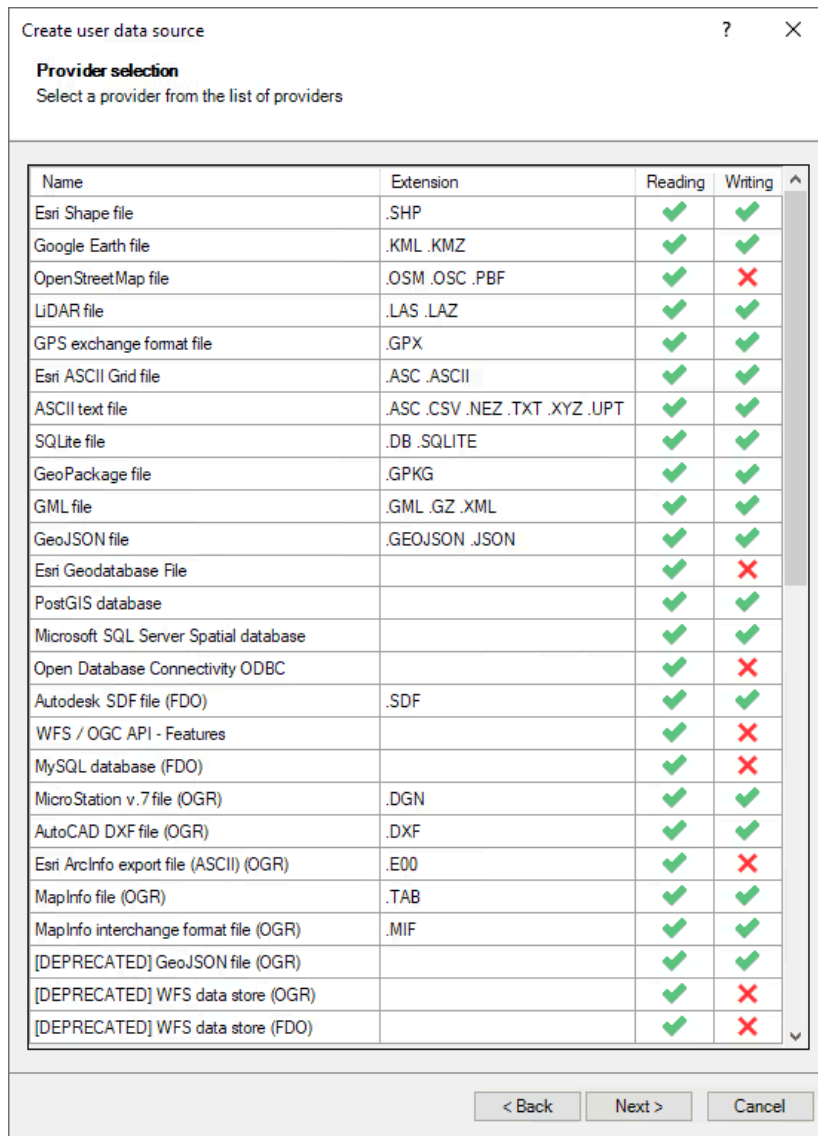 Create user data source ?
Provider selection
Select a provider from the list of providers
Name Extension Reading Writing
Esri Shape file .SHP
Google Earth file .KML .KMZ
OpenStreetMap file .OSM .OSC .PBF
LiDAR file .LAS .LAZ
GPS exchange format file .GPX
Esri ASCII Grid file .ASC .ASCII
ASCII text file .ASC .CSV .NEZ .TXT .XYZ .UPT
SQLite file .DB .SQLITE
GeoPackage file .GPKG
GML file .GML .GZ .XML
GeoJSON file .GEOJSON .JSON
Esri Geodatabase File
PostGIS database
Microsoft SQL Server Spatial database
Open Database Connectivity ODBC
Autodesk SDF file (FDO) .SDF
WFS / OGC API - Features
MySQL database (FDO)
MicroStation v.7 file (OGR) .DGN
AutoCAD DXF file (OGR) .DXF
Esri ArcInfo export file (ASCII) (OGR) .E00
MapInfo file (OGR) .TAB
MapInfo interchange format file (OGR) .MIF
[DEPRECATED] GeoJSON file (OGR)
[DEPRECATED] WFS data store (OGR)
[DEPRECATED] WFS data store (FDO)
< Back Next > Cancel